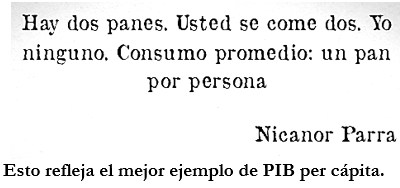 Hay dos panes. Usted se come dos. Yo
ninguno. Consumo promedio: un pan
por persona
Nicanor Parra
Esto refleja el mejor ejemplo de PIB per cápita.